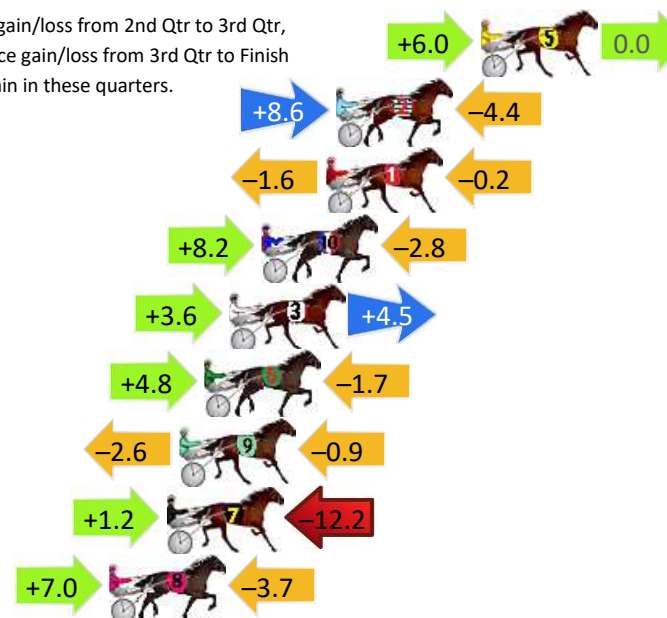 gain/loss from 2nd Qtr to 3rd Qtr,
ce gain/loss from 3rd Qtr to Finish
in in these quarters.
+6.0 5 0.0
+8.6 2 –4.4
–1.6 1 –0.2
+8.2 10 –2.8
+3.6 3 +4.5
+4.8 6 –1.7
–2.6 9 –0.9
+1.2 7 –12.2
+7.0 8 –3.7